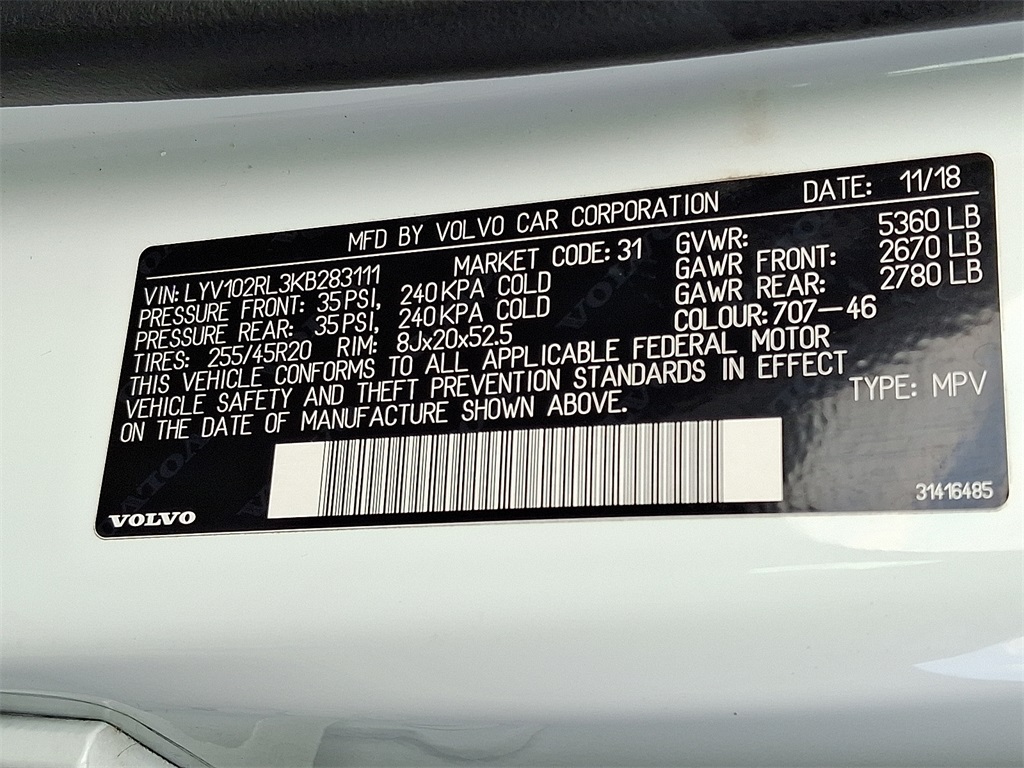 MFD BY VOLVO CAR CORPORATION DATE: 11/18
VIN: LYV102RL3KB283111 MARKET CODE: 31 GVWR: 5360 LB
PRESSURE FRONT: 35 PSI, 240 KPA COLD GAWR FRONT: 2670 LB
PRESSURE REAR: 35 PSI, 240 KPA COLD GAWR REAR: 2780 LB
TIRES: 255/45R20 RIM: 8Jx20x52.5 COLOUR: 707-46
THIS VEHICLE CONFORMS TO ALL APPLICABLE FEDERAL MOTOR
VEHICLE SAFETY AND THEFT PREVENTION STANDARDS IN EFFECT
ON THE DATE OF MANUFACTURE SHOWN ABOVE. TYPE: MPV
VOLVO 31416485